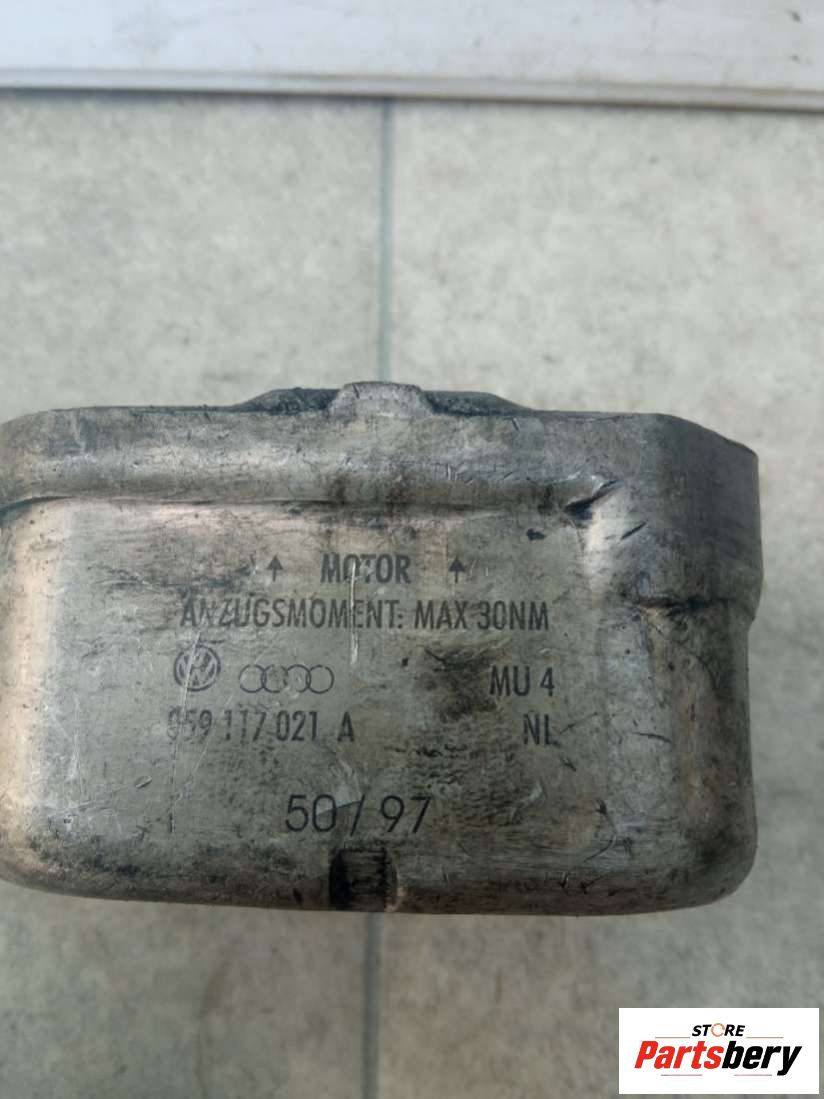 ↑ MOTOR ↑
ANZUGSMOMENT: MAX 30NM
MU 4
059 117 021 A NL
50 / 97
STORE
Partsbery